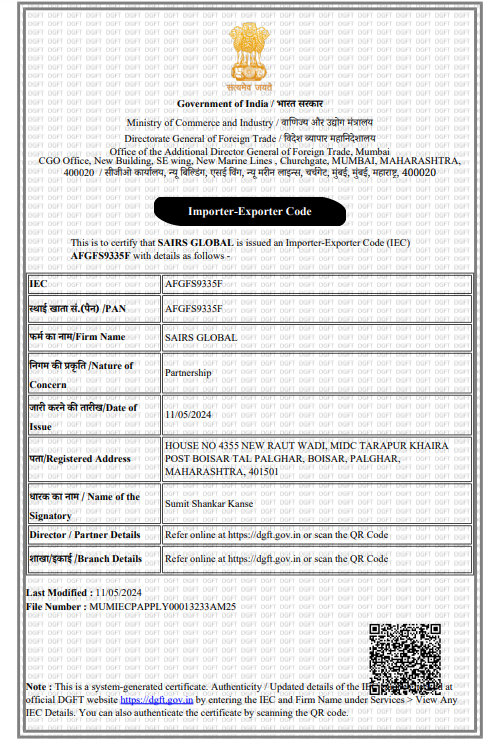 सत्यमेव जयते
Government of India / भारत सरकार
Ministry of Commerce and Industry / वाणिज्य और उद्योग मंत्रालय
Directorate General of Foreign Trade / विदेश व्यापार महानिदेशालय
Office of the Additional Director General of Foreign Trade, Mumbai
CGO Office, New Building, SE wing, New Marine Lines , Churchgate, MUMBAI, MAHARASHTRA,
400020 / सीजीओ कार्यालय, न्यू बिल्डिंग, एसई विंग, न्यू मरीन लाइन्स, चर्चगेट, मुंबई, मुंबई, महाराष्ट्र, 400020
Importer-Exporter Code
This is to certify that SAIRS GLOBAL is issued an Importer-Exporter Code (IEC)
AFGFS9335F with details as follows -
IEC AFGFS9335F
स्थाई खाता सं.(पैन) /PAN AFGFS9335F
फर्म का नाम/Firm Name SAIRS GLOBAL
निगम की प्रकृति /Nature of
Concern
Partnership
जारी करने की तारीख/Date of
Issue
11/05/2024
पता/Registered Address
HOUSE NO 4355 NEW RAUT WADI, MIDC TARAPUR KHAIRA
POST BOISAR TAL PALGHAR, BOISAR, PALGHAR,
MAHARASHTRA, 401501
धारक का नाम / Name of the
Signatory
Sumit Shankar Kanse
Director / Partner Details Refer online at https://dgft.gov.in or scan the QR Code
शाखा/इकाई /Branch Details Refer online at https://dgft.gov.in or scan the QR Code
Last Modified : 11/05/2024
File Number : MUMIECPAPPLY00013233AM25
Note : This is a system-generated certificate. Authenticity / Updated details of the at
official DGFT website https://dgft.gov.in by entering the IEC and Firm Name under Services > View Any
IEC Details. You can also authenticate the certificate by scanning the QR code.